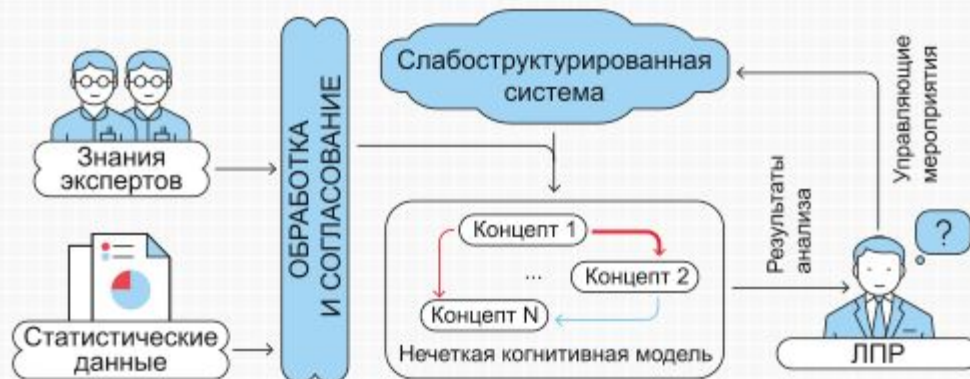 Знания
экспертов
Статистические
данные
ОБРАБОТКА
И СОГЛАСОВАНИЕ
Слабоструктурированная
система
Концепт 1
...
Концепт 2
Концепт N
Нечеткая когнитивная модель
Результаты
анализа
Управляющие
мероприятия
?
ЛПР